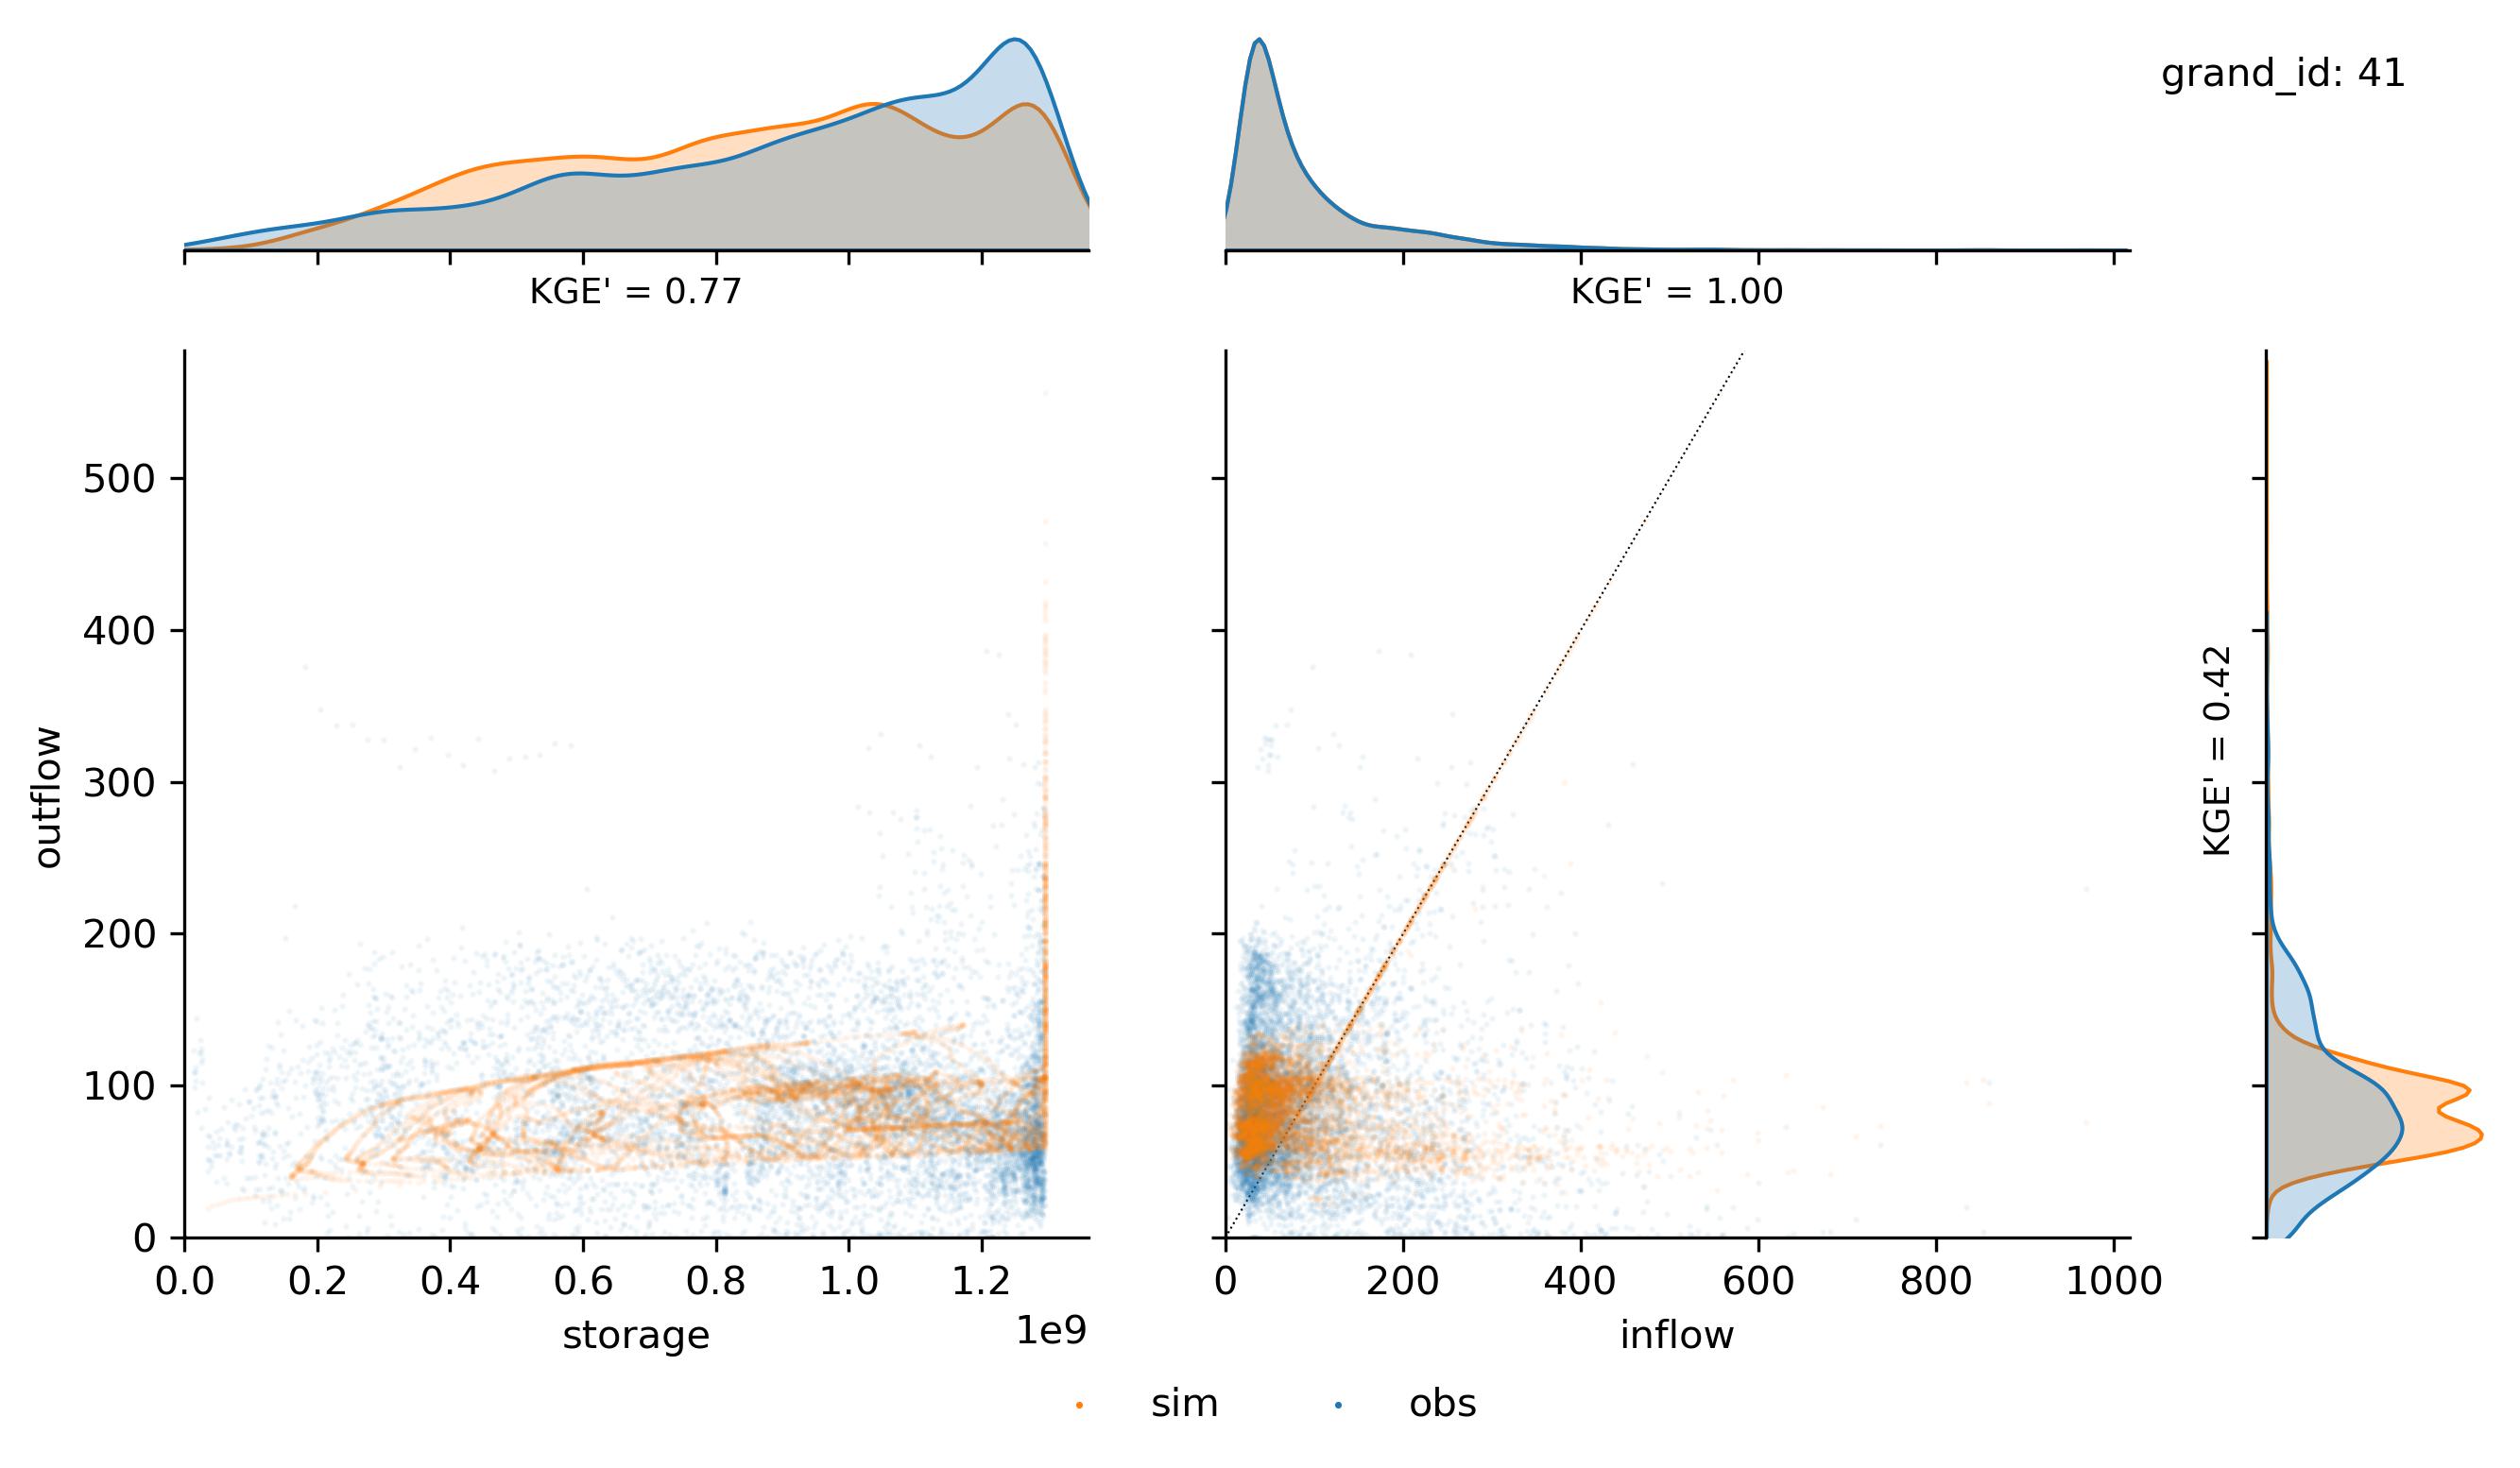 grand_id: 41
KGE' = 0.77
KGE' = 1.00
outflow
500
400
300
200
100
0
KGE' = 0.42
0.0 0.2 0.4 0.6 0.8 1.0 1.2
1e9
storage
0 200 400 600 800 1000
inflow
sim obs